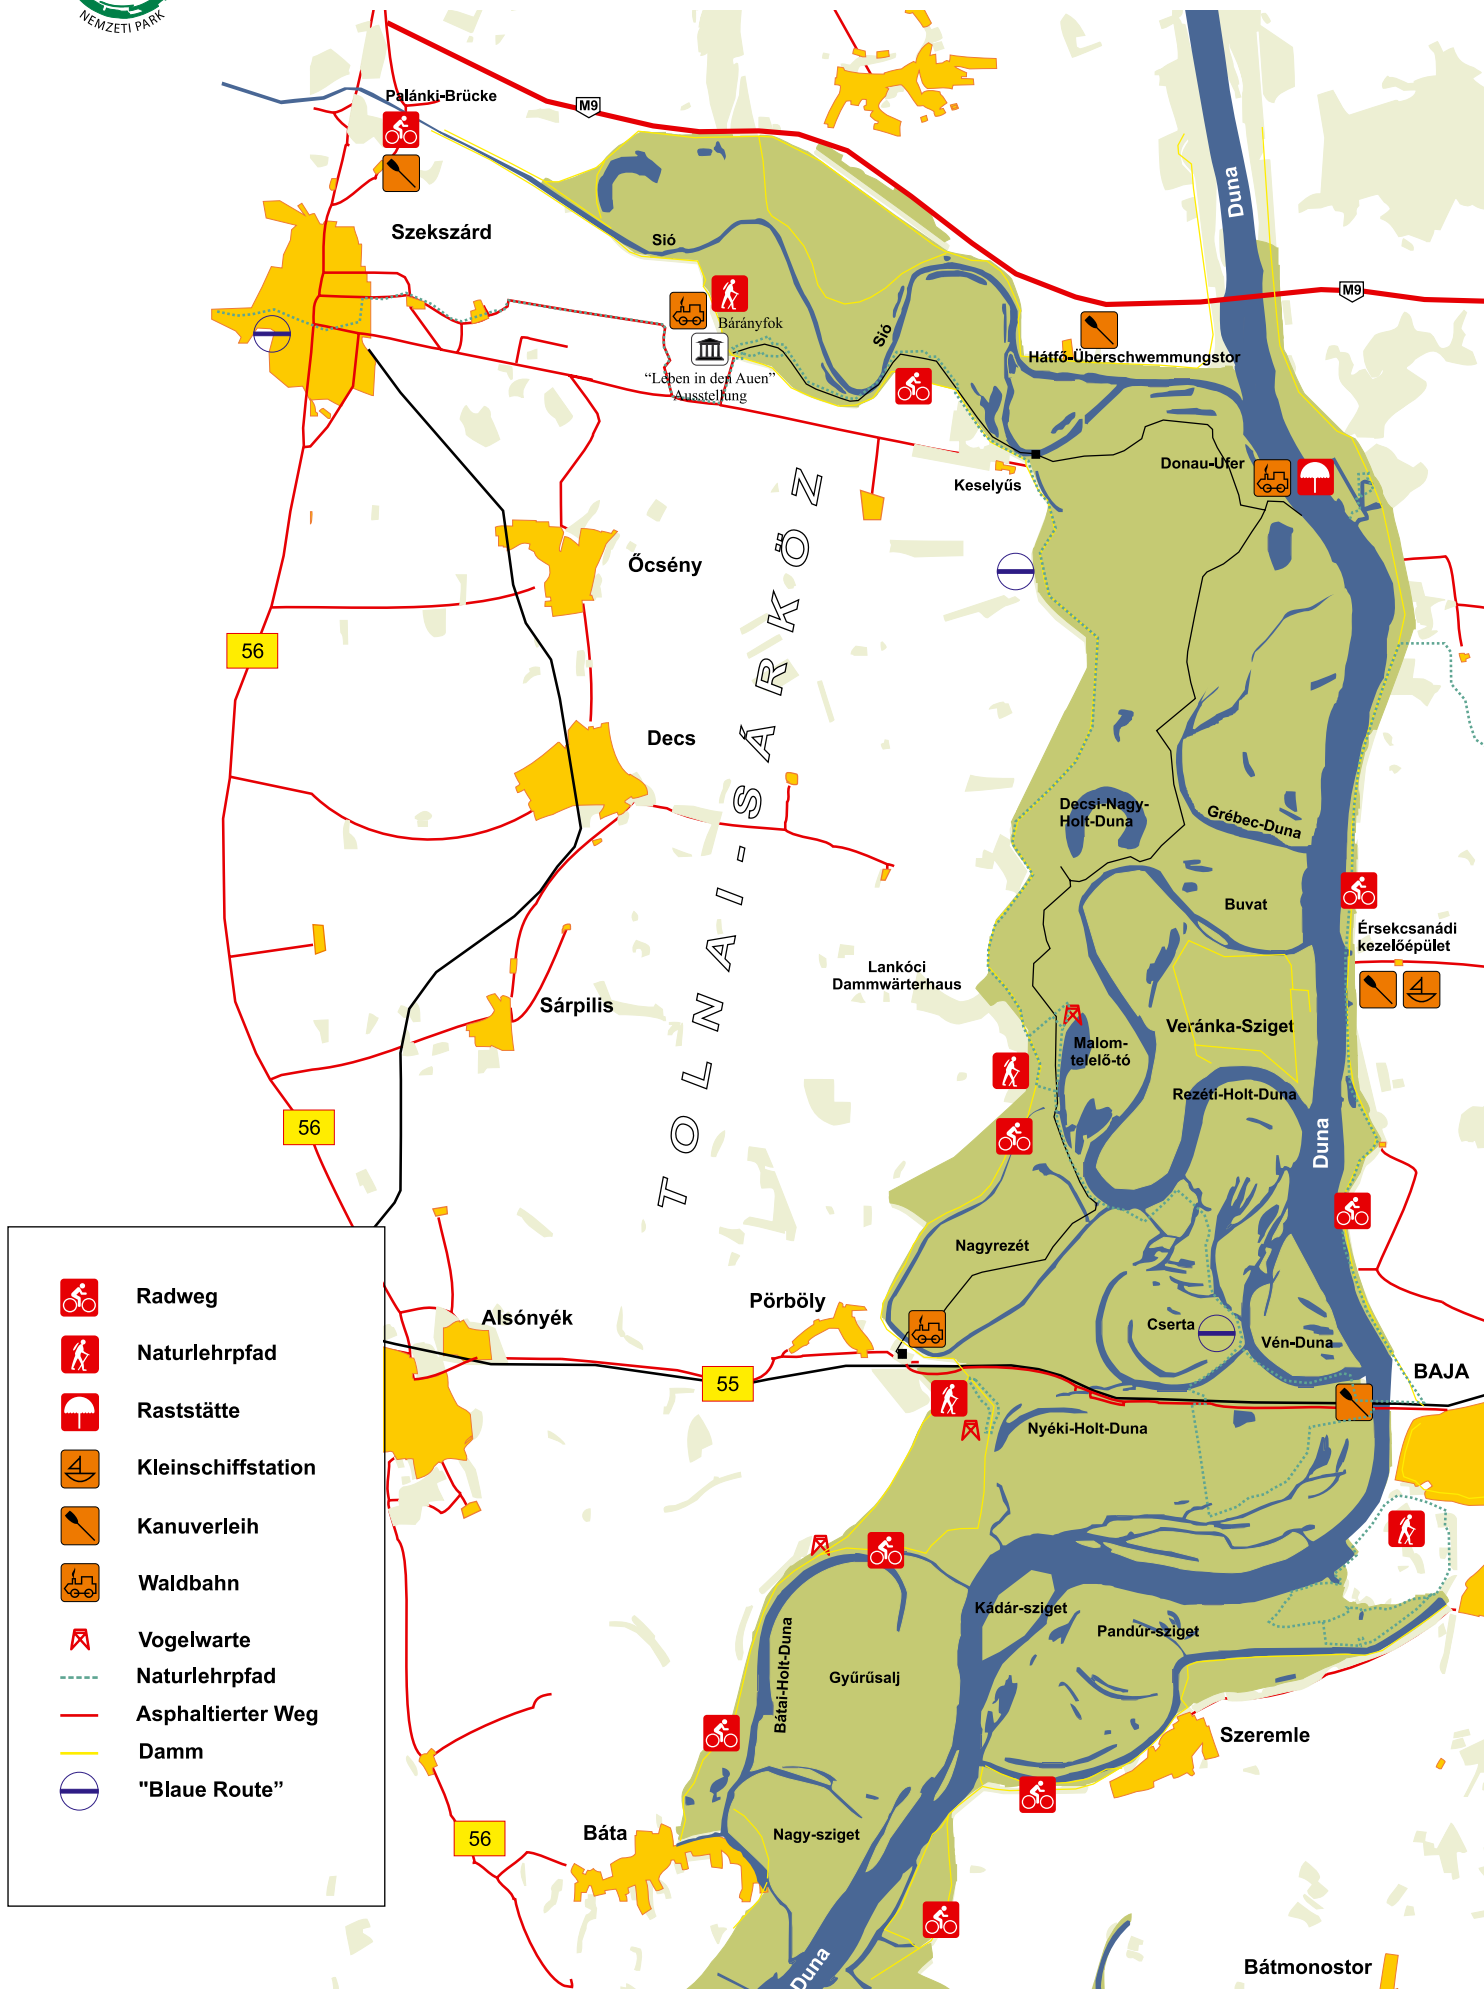 NEMZETI PARK
Palánki-Brücke
M9
Duna
Szekszárd
Sió
M9
Bárányfok
Sió
Hátfő-Überschwemmungstor
“Leben in den Auen”
Ausstellung
Donau-Ufer
Keselyűs
Őcsény
56
TOLNAI-SÁRKÖZ
Decs
Decsi-Nagy-
Holt-Duna
Grébec-Duna
Buvat
Érsekcsanádi
kezelőépület
Lankóci
Dammwärterhaus
Sárpilis
Veránka-Sziget
Malom-
telelő-tó
Rezéti-Holt-Duna
56
Duna
Nagyrezét
Pörböly
Alsónyék
Cserta
Vén-Duna
BAJA
55
Nyéki-Holt-Duna
Kádár-sziget
Pandúr-sziget
Bátai-Holt-Duna
Gyűrűsalj
Szeremle
Báta
Nagy-sziget
56
Duna
Bátmonostor
Radweg
Naturlehrpfad
Raststätte
Kleinschiffstation
Kanuverleih
Waldbahn
Vogelwarte
Naturlehrpfad
Asphaltierter Weg
Damm
"Blaue Route”